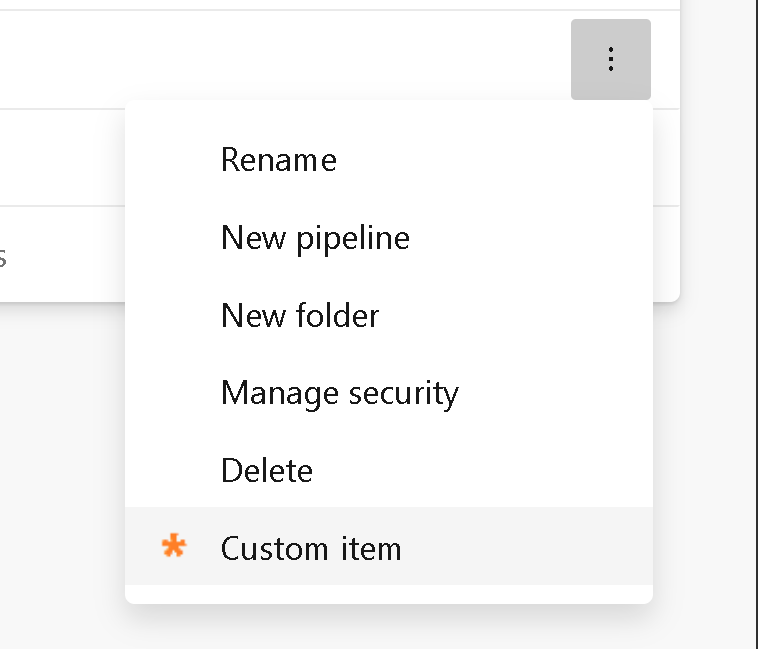 Rename
New pipeline
s
New folder
Manage security
Delete
Custom item